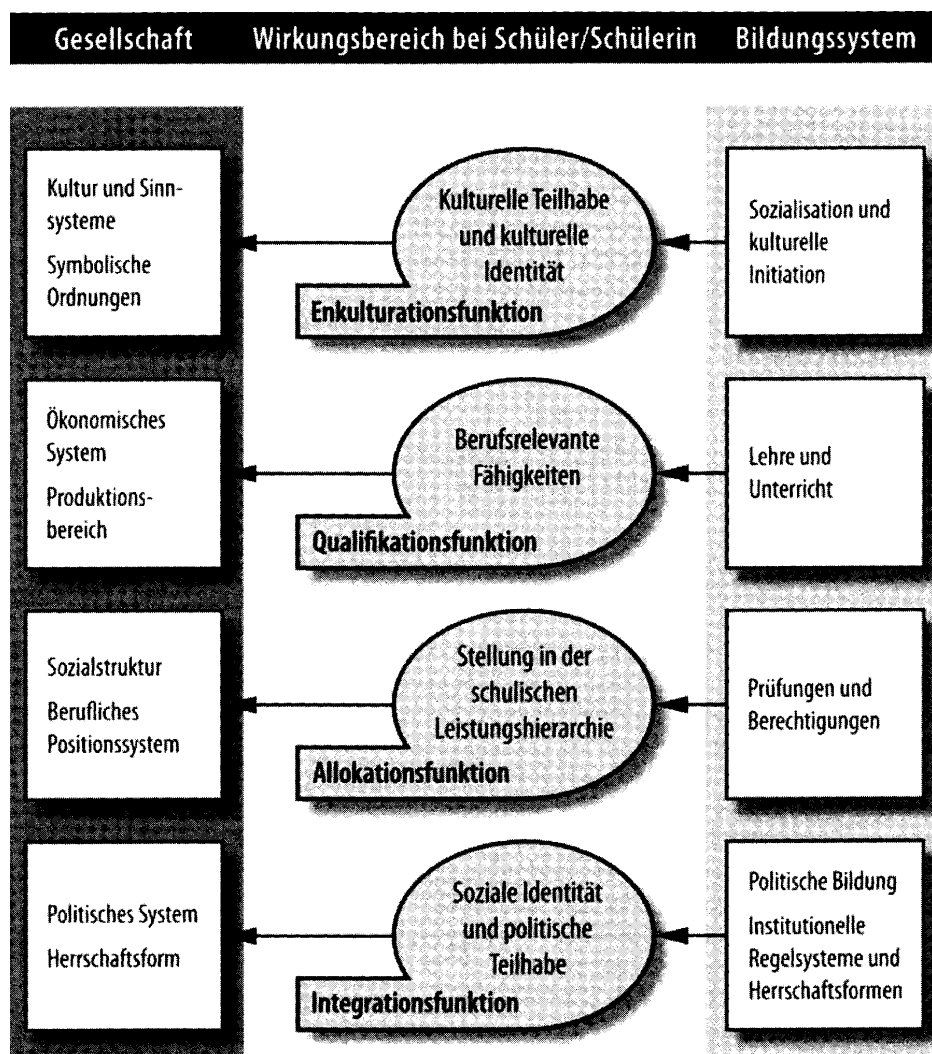 Gesellschaft
Wirkungsbereich bei Schüler/Schülerin
Bildungssystem
Kultur und Sinn-
systeme
Symbolische
Ordnungen
Kulturelle Teilhabe
und kulturelle
Identität
Enkulturationsfunktion
Sozialisation und
kulturelle
Initiation
Ökonomisches
System
Produktions-
bereich
Berufsrelevante
Fähigkeiten
Qualifikationsfunktion
Lehre und
Unterricht
Sozialstruktur
Berufliches
Positionssystem
Stellung in der
schulischen
Leistungshierarchie
Allokationsfunktion
Prüfungen und
Berechtigungen
Politisches System
Herrschaftsform
Soziale Identität
und politische
Teilhabe
Integrationsfunktion
Politische Bildung
Institutionelle
Regelsysteme und
Herrschaftsformen